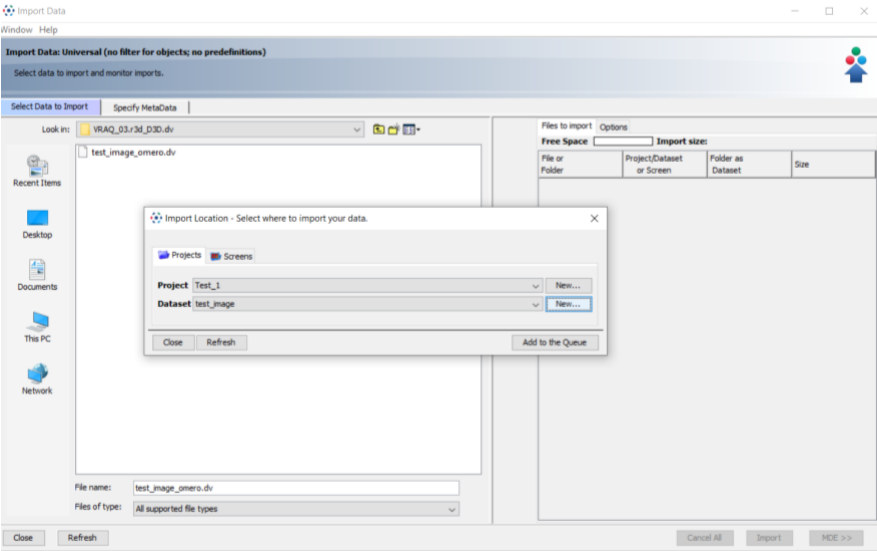 Import Data
Window Help
Import Data: Universal (no filter for objects; no predefinitions)
Select data to import and monitor imports.
Select Data to Import Specify MetaData
Look in: VRAQ_03.r3d_D3D.dv
test_image_omero.dv
Recent Items
Desktop
Documents
This PC
Network
File name: test_image_omero.dv
Files of type: All supported file types
Files to import Options
Free Space Import size:
File or Folder Project/Dataset or Screen Folder as Dataset Size
Import Location - Select where to import your data.
Projects Screens
Project Test_1 New...
Dataset test_image New...
Close Refresh Add to the Queue
Close Refresh Cancel All Import MDE >>